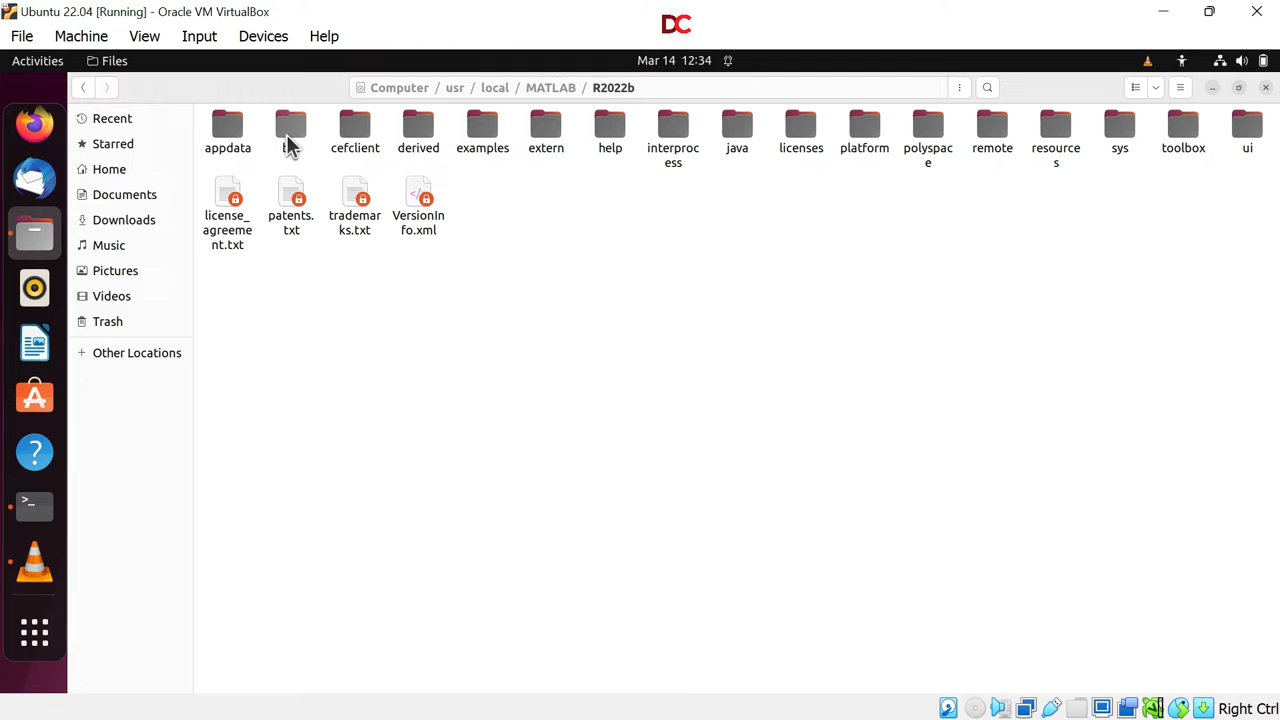 Ubuntu 22.04 [Running] - Oracle VM VirtualBox
DC
File Machine View Input Devices Help
Activities Files Mar 14 12:34
Computer / usr / local / MATLAB / R2022b
Recent
Starred
Home
Documents
Downloads
Music
Pictures
Videos
Trash
+ Other Locations
appdata
cefclient
derived
examples
extern
help
interproc
ess
java
licenses
platform
polyspac
e
remote
resource
s
sys
toolbox
ui
license_
agreeme
nt.txt
patents.
txt
tradem​ar
ks.txt
VersionIn
fo.xml
Right Ctrl